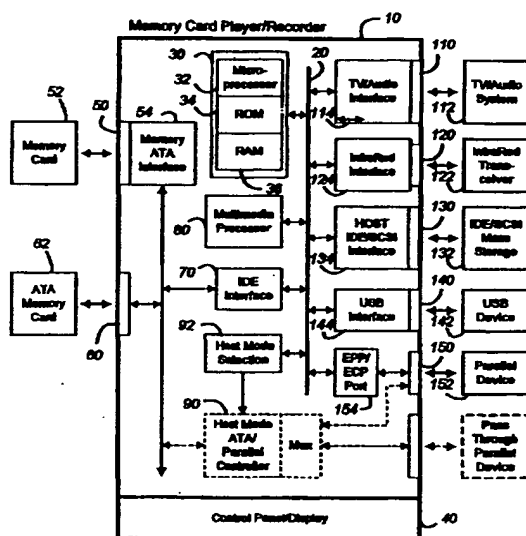 Memory Card Player/Recorder
10
30
20
110
32
Micro-
processor
34
ROM
RAM
36
52
50
54
Memory
Card
Memory
ATA
Interface
TV/Audio
Interface
114
TV/Audio
System
112
120
InfraRed
Interface
124
InfraRed
Trans-
ceiver
122
80
Multimedia
Processor
130
HOST
IDE/SCSI
Interface
134
IDE/SCSI
Mass
Storage
132
62
ATA
Memory
Card
60
70
IDE
Interface
140
USB
Interface
144
USB
Device
142
92
Host Mode
Selection
150
EPP/
ECP
Port
154
Parallel
Device
152
90
Host Mode
ATA/
Parallel
Controller
Mux
Pass
Through
Parallel
Device
Control Panel/Display
40